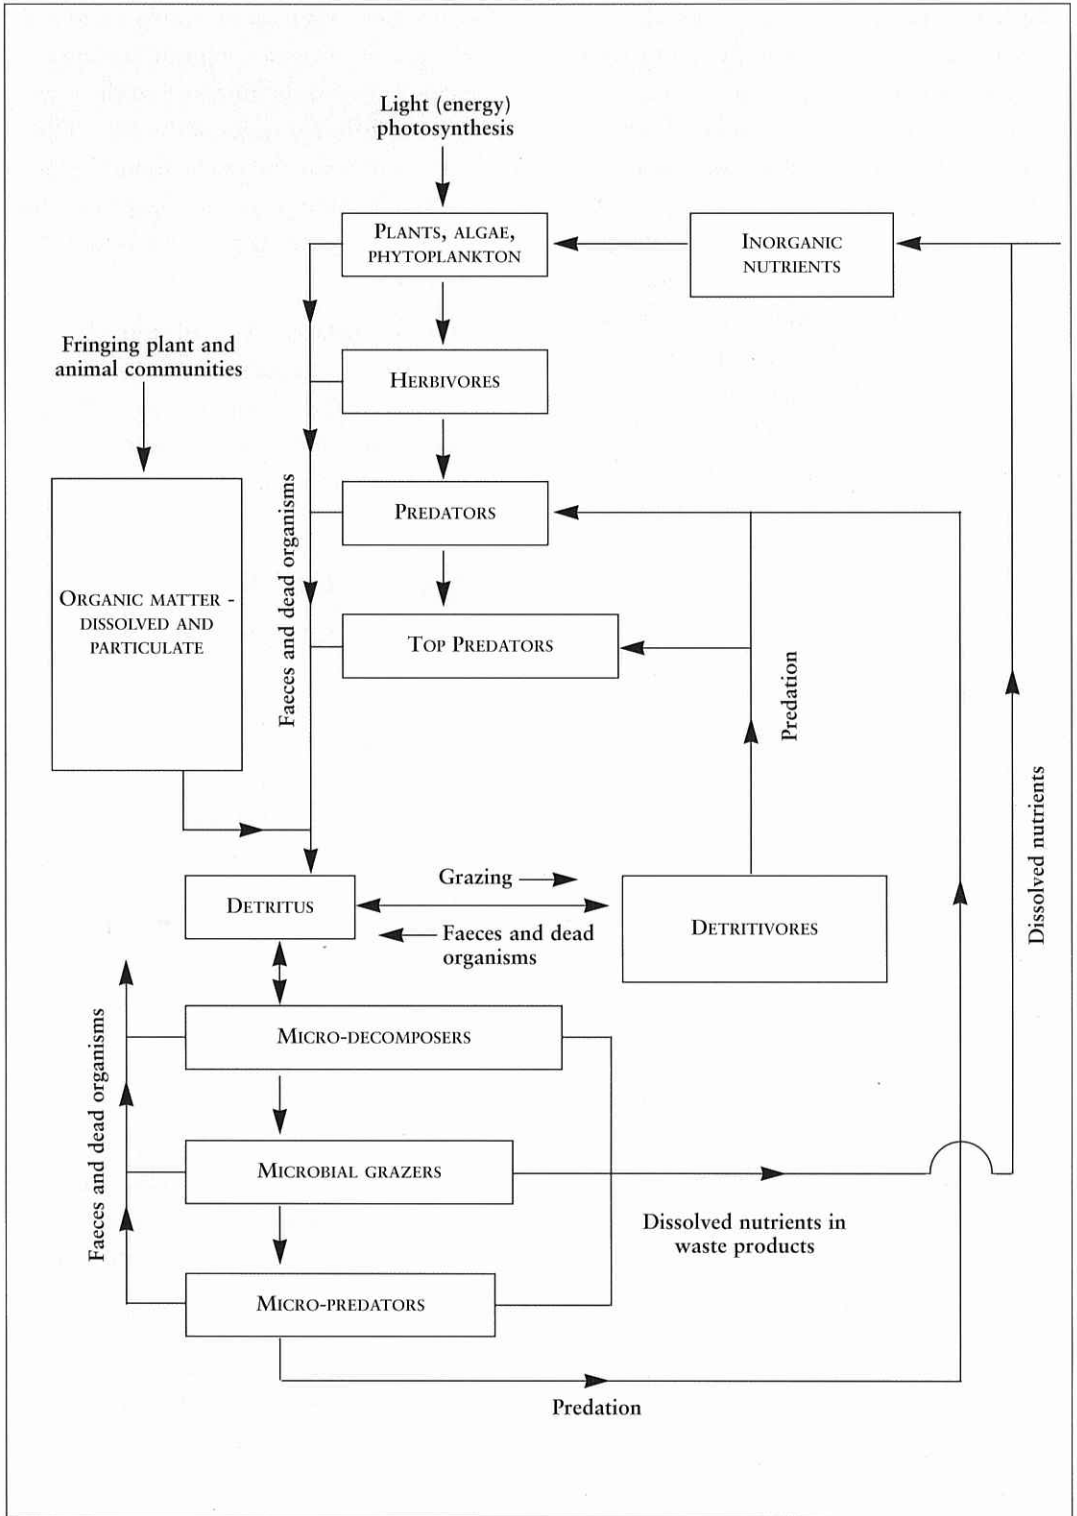 Light (energy)
photosynthesis
PLANTS, ALGAE,
PHYTOPLANKTON
INORGANIC
NUTRIENTS
Fringing plant and
animal communities
HERBIVORES
PREDATORS
Faeces and dead organisms
ORGANIC MATTER -
DISSOLVED AND
PARTICULATE
TOP PREDATORS
Predation
Dissolved nutrients
Grazing
DETRITUS
Faeces and dead
organisms
DETRITIVORES
MICRO-DECOMPOSERS
Faeces and dead organisms
MICROBIAL GRAZERS
Dissolved nutrients in
waste products
MICRO-PREDATORS
Predation